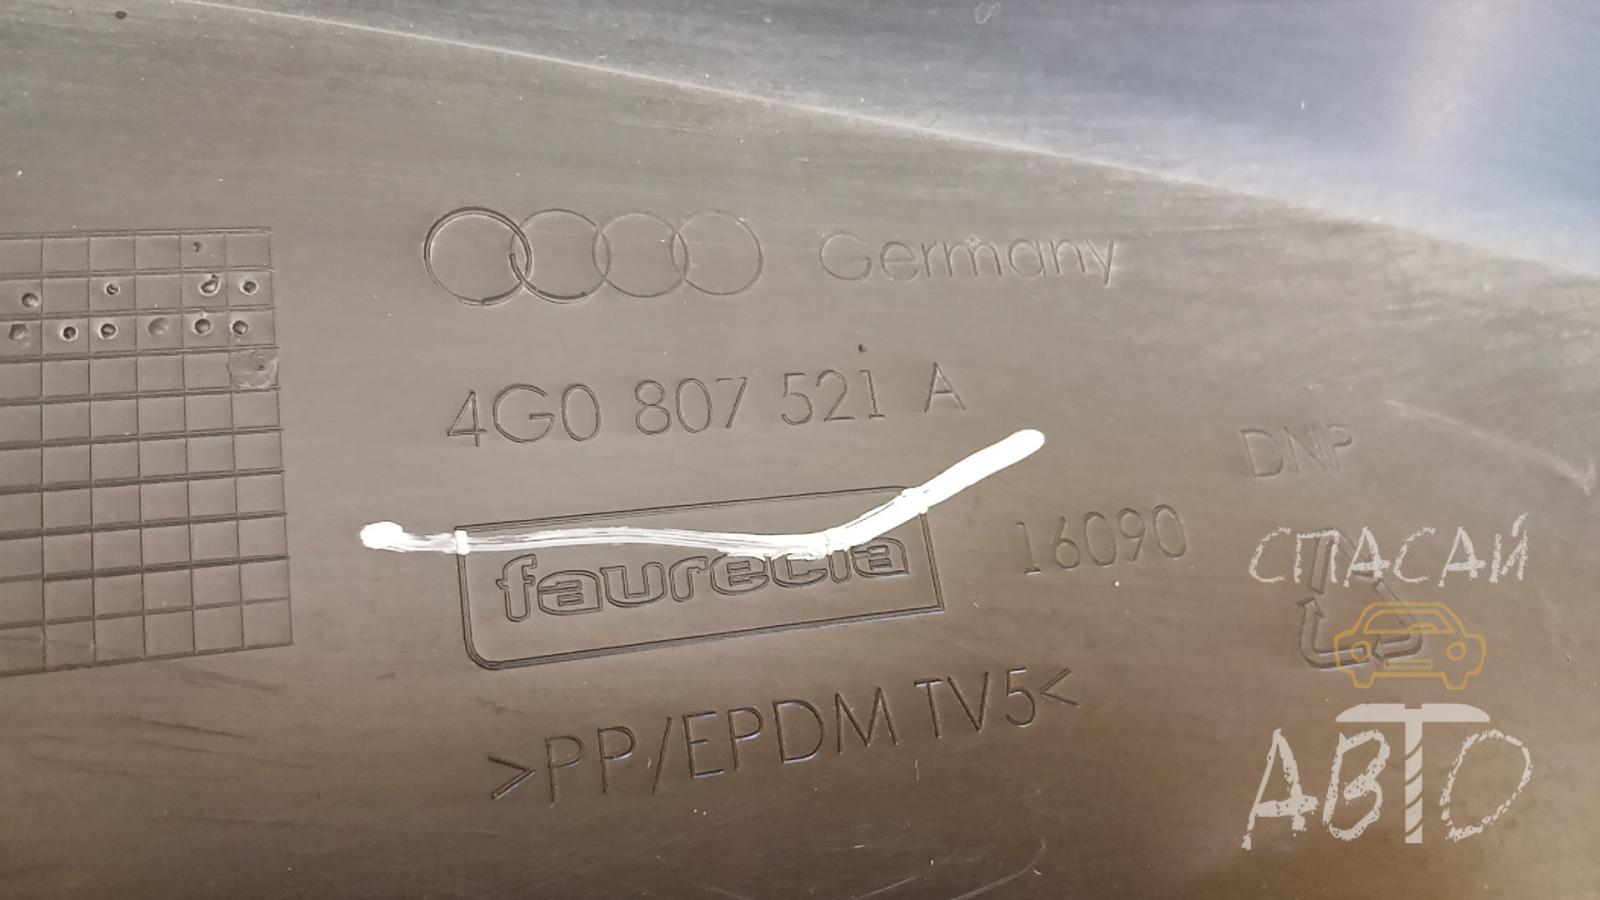 Germany
4G0 807 521 A
DNP
faurecia
16090
>PP/EPDM TV5<
СПАСАЙ
АВТО